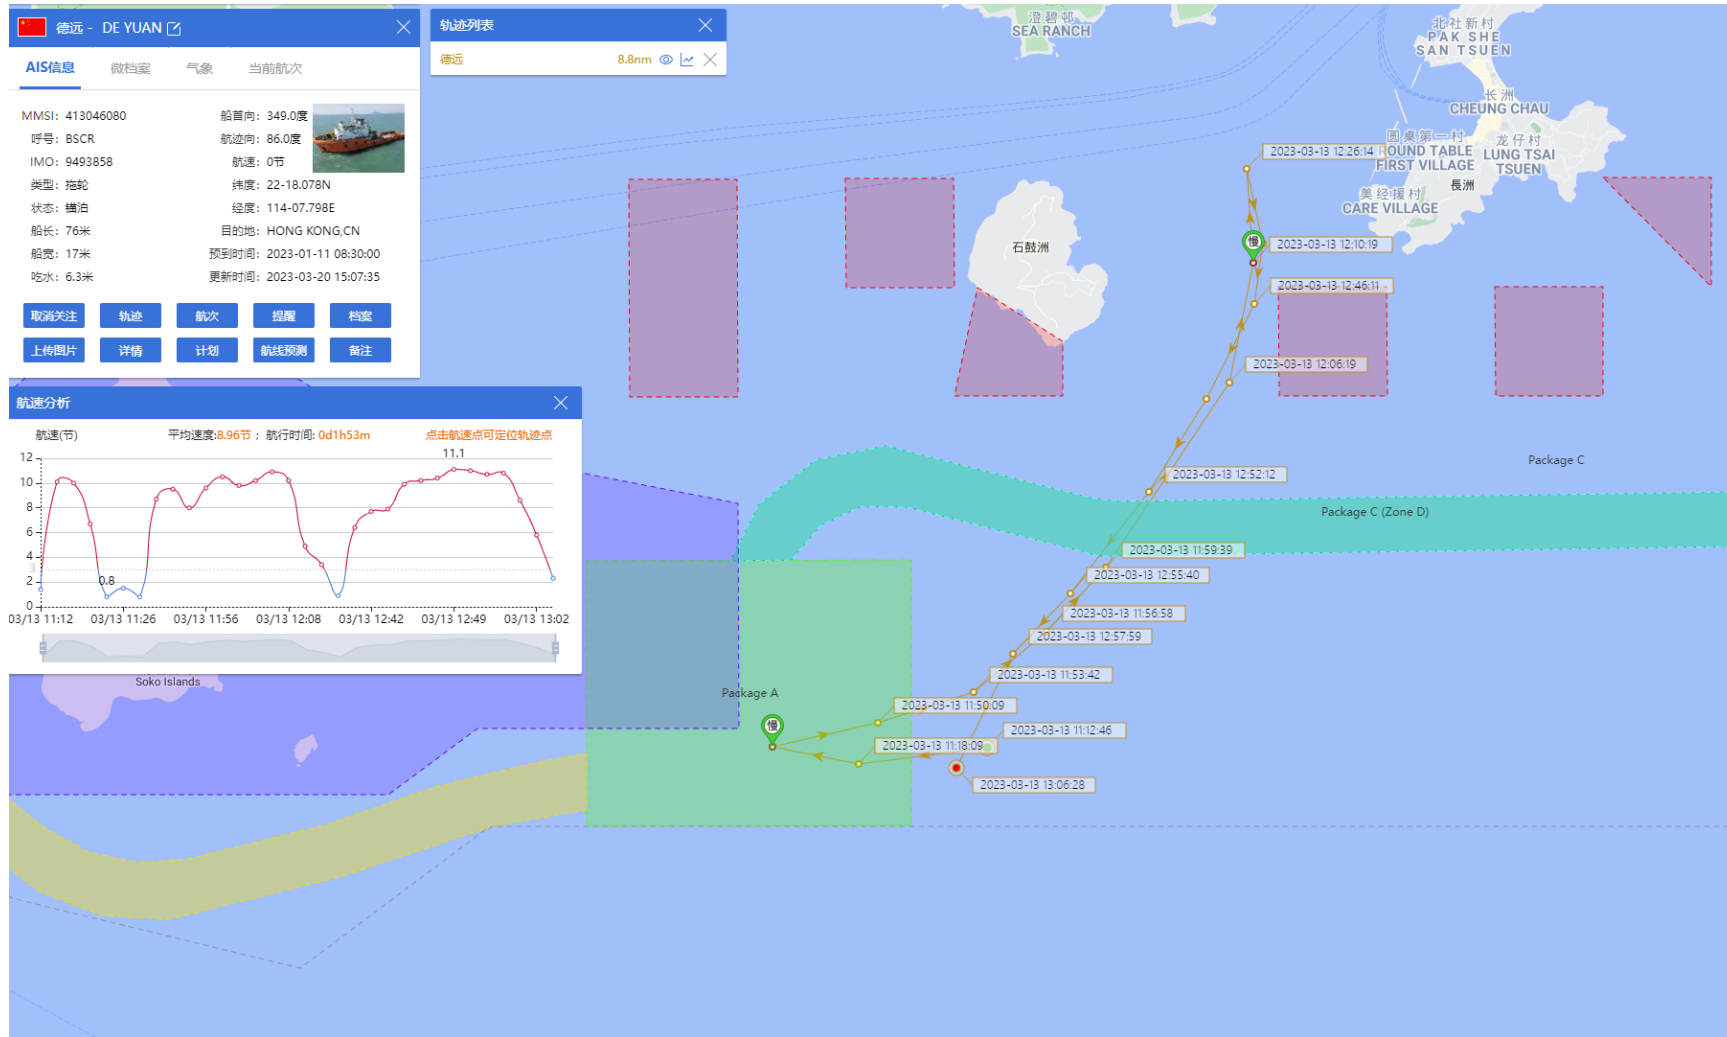 德远 - DE YUAN
AIS信息 微档案 气象 当前航次
MMSI: 413046080
呼号: BSCR
IMO: 9493858
类型: 拖轮
状态: 锚泊
船长: 76米
船宽: 17米
吃水: 6.3米
船首向: 349.0度
航迹向: 86.0度
航速: 0节
纬度: 22-18.078N
经度: 114-07.798E
目的地: HONG KONG,CN
预到时间: 2023-01-11 08:30:00
更新时间: 2023-03-20 15:07:35
取消关注 轨迹 航次 提醒 档案
上传图片 详情 计划 航线预测 备注
轨迹列表
德远 8.8nm
航速分析
航速(节) 平均速度:8.96节 ; 航行时间: 0d1h53m 点击航速点可定位轨迹点
11.1
12
10
8
6
4
3
2
0
0.8
03/13 11:12 03/13 11:26 03/13 11:56 03/13 12:08 03/13 12:42 03/13 12:49 03/13 13:02
Soko Islands
澄碧邨
SEA RANCH
北社新村
PAK SHE
SAN TSUEN
长洲
CHEUNG CHAU
圆桌第一村
ROUND TABLE
FIRST VILLAGE
龙仔村
LUNG TSAI
TSUEN
長洲
美经援村
CARE VILLAGE
石鼓洲
2023-03-13 12:26:14
慢
2023-03-13 12:10:19
2023-03-13 12:46:11
2023-03-13 12:06:19
Package C
2023-03-13 12:52:12
Package C (Zone D)
2023-03-13 11:59:39
2023-03-13 12:55:40
2023-03-13 11:56:58
2023-03-13 12:57:59
2023-03-13 11:53:42
Package A
2023-03-13 11:50:09
慢
2023-03-13 11:12:46
2023-03-13 11:18:09
2023-03-13 13:06:28